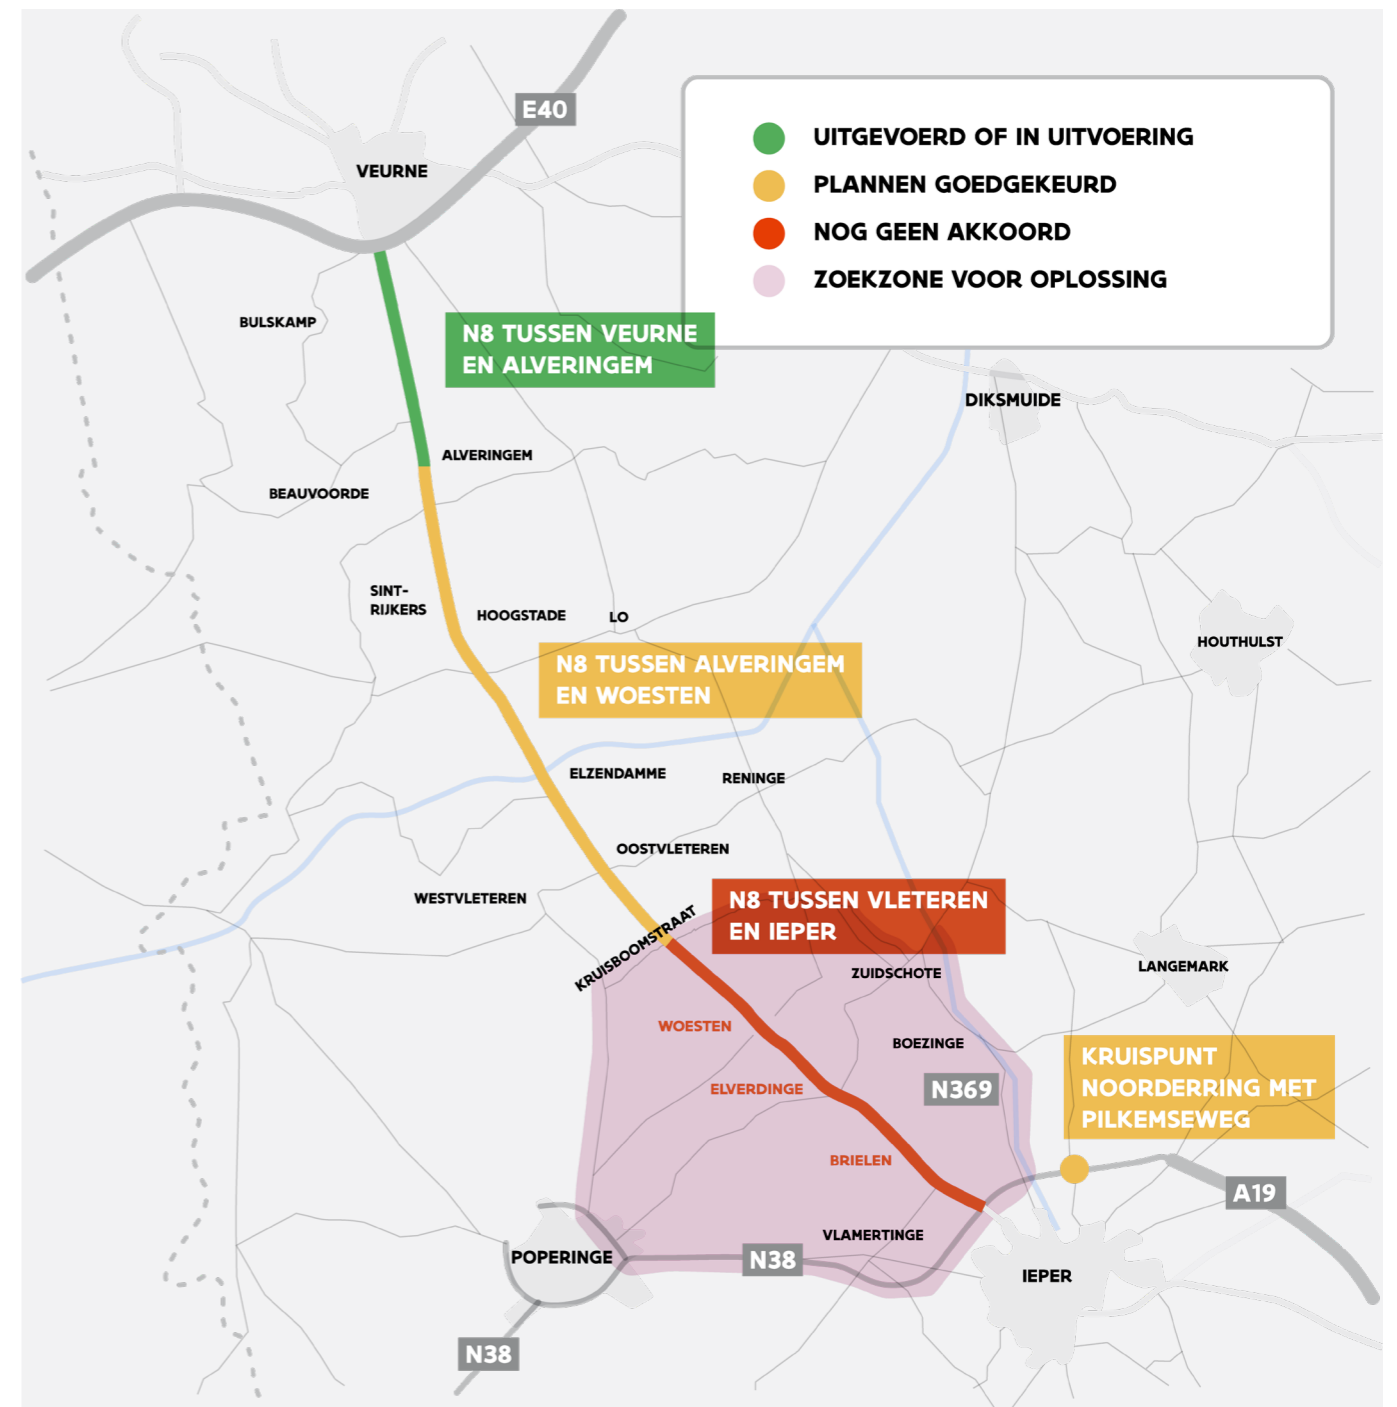 E40
VEURNE
UITGEVOERD OF IN UITVOERING
PLANNEN GOEDGEKEURD
NOG GEEN AKKOORD
ZOEKZONE VOOR OPLOSSING
BULSKAMP
N8 TUSSEN VEURNE
EN ALVERINGEM
DIKSMUIDE
ALVERINGEM
BEAUVOORDE
SINT-
RIJKERS
HOOGSTADE
LO
HOUTHULST
N8 TUSSEN ALVERINGEM
EN WOESTEN
ELZENDAMME
RENINGE
OOSTVLETEREN
WESTVLETEREN
N8 TUSSEN VLETEREN
EN IEPER
KRUISBOOMSTRAAT
ZUIDSCHOTE
LANGEMARK
WOESTEN
BOEZINGE
KRUISPUNT
NOORDERRING MET
PILKEMSEWEG
ELVERDINGE
N369
BRIELEN
A19
VLAMERTINGE
POPERINGE
N38
IEPER
N38